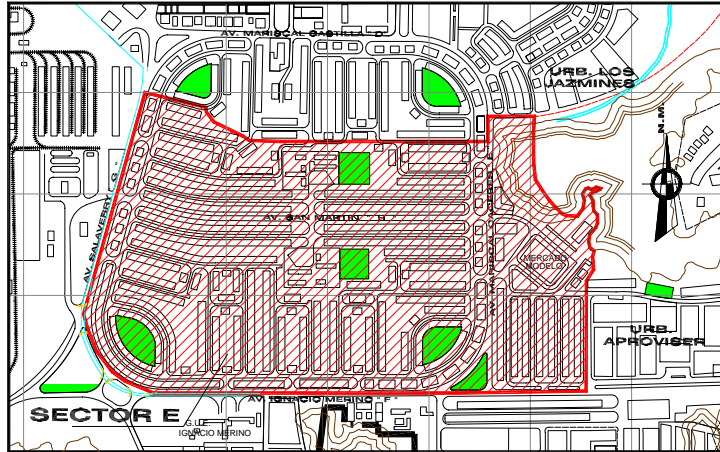 AV. MARISCAL CASTILLA "D"
URB. LOS
JAZMINES
N.M.
AV. SALAVERRY "G"
AV. SAN MARTIN "H"
MERCADO
MODELO
URB.
APROVISER
SECTOR E
AV. IGNACIO MERINO "F"
G.U.E.
IGNACIO MERINO